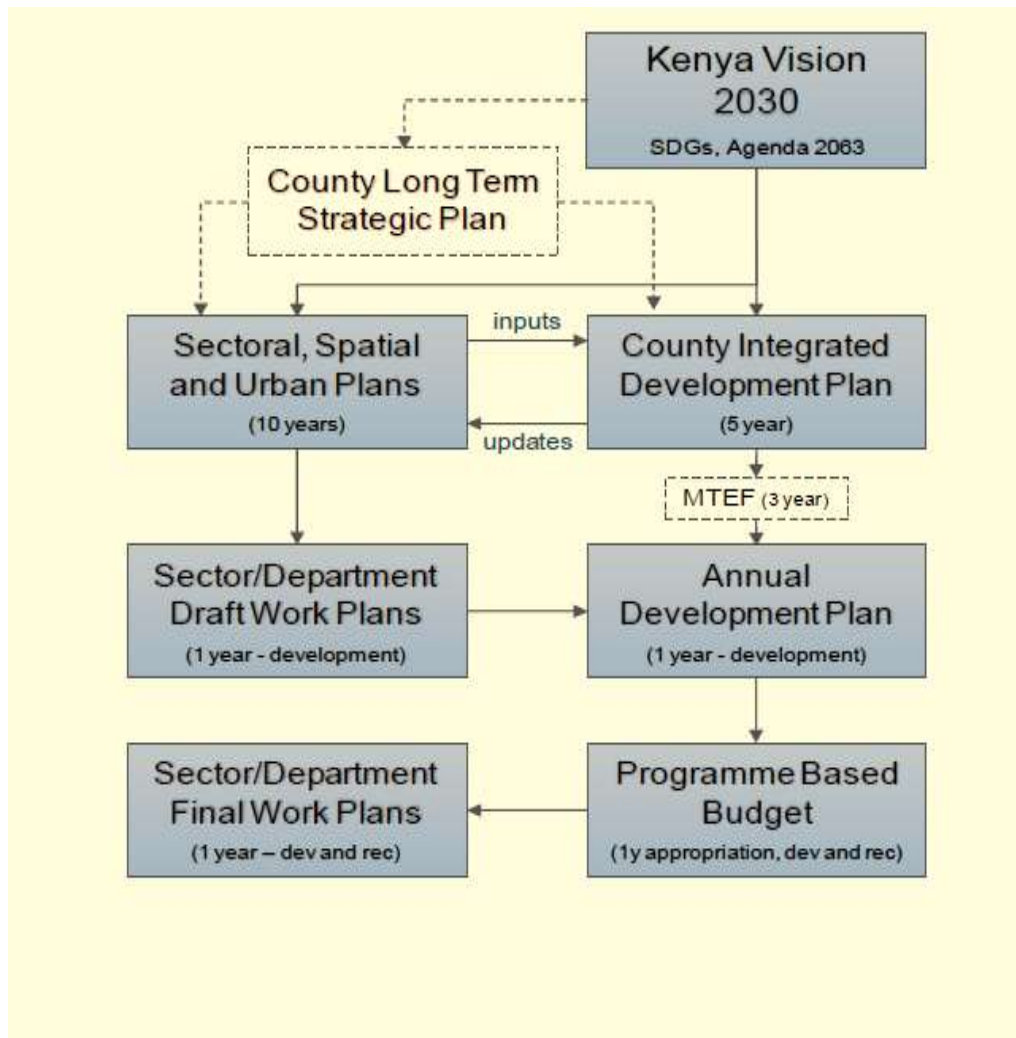 Kenya Vision
2030
SDGs, Agenda 2063
County Long Term
Strategic Plan
Sectoral, Spatial
and Urban Plans
(10 years)
inputs
updates
County Integrated
Development Plan
(5 year)
MTEF (3 year)
Sector/Department
Draft Work Plans
(1 year - development)
Annual
Development Plan
(1 year - development)
Sector/Department
Final Work Plans
(1 year – dev and rec)
Programme Based
Budget
(1y appropriation, dev and rec)